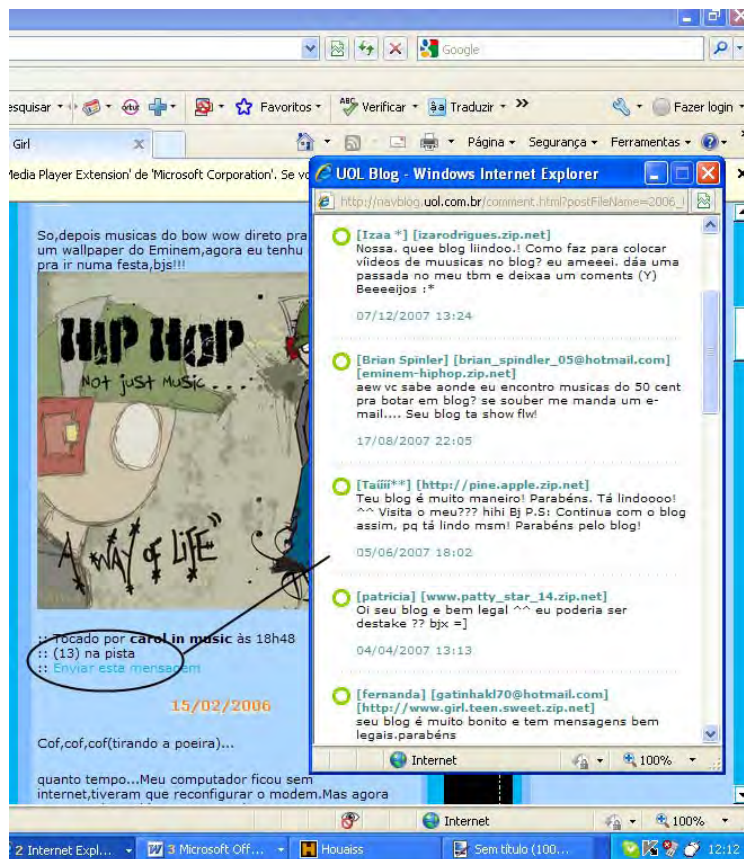 Google
esquisar
Favoritos
Verificar
Traduzir
Fazer login
Girl
Página
Segurança
Ferramentas
Media Player Extension' de 'Microsoft Corporation'. Se vo
So,depois musicas do bow wow direto pra
um wallpaper do Eminem,agora eu tenhu
pra ir numa festa,bjs!!!
HIP HOP
Not just Music....
A WAY OF LIFE"
:: Tocado por carol in music às 18h48
:: (13) na pista
:: Enviar esta mensagem
15/02/2006
Cof,cof,cof(tirando a poeira)...
quanto tempo...Meu computador ficou sem
internet,tiveram que reconfigurar o modem.Mas agora
UOL Blog - Windows Internet Explorer
http://navblog.uol.com.br/comment.html?postFileName=2006_
[Izaa *] [izarodrigues.zip.net]
Nossa. quee blog liindoo.! Como faz para colocar
víideos de muusicas no blog? eu ameeei. dáa uma
passada no meu tbm e deixaa um coments (Y)
Beeeeijos :*
07/12/2007 13:24
[Brian Spinler] [brian_spindler_05@hotmail.com]
[eminem-hiphop.zip.net]
aew vc sabe aonde eu encontro musicas do 50 cent
pra botar em blog? se souber me manda um e-
mail.... Seu blog ta show flw!
17/08/2007 22:05
[Taííií**] [http://pine.apple.zip.net]
Teu blog é muito maneiro! Parabéns. Tá lindoooo!
^^ Visita o meu??? hihi Bj P.S: Continua com o blog
assim, pq tá lindo msm! Parabéns pelo blog!
05/06/2007 18:02
[patricia] [www.patty_star_14.zip.net]
Oi seu blog e bem legal ^^ eu poderia ser
destake ?? bjx =]
04/04/2007 13:13
[fernanda] [gatinhakl70@hotmail.com]
[http://www.girl.teen.sweet.zip.net]
seu blog é muito bonito e tem mensagens bem
legais.parabéns
Internet
100%
Internet
100%
2 Internet Expl...
3 Microsoft Off...
Houaiss
Sem título (100...
12:12